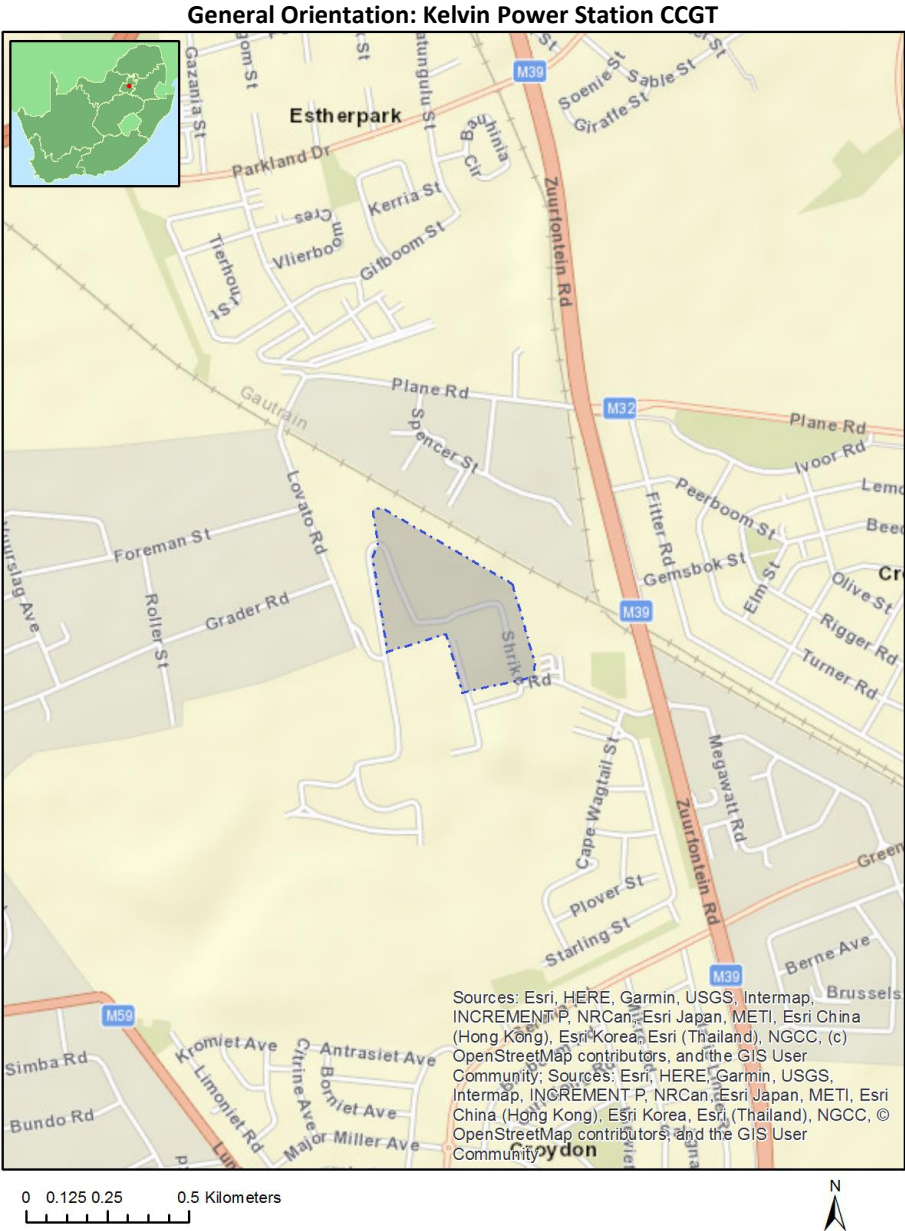 General Orientation: Kelvin Power Station CCGT
Gazania St
M39
Soenie St
Sable St
Giraffe St
Estherpark
Bauhinia
Cir
Parkland Dr
Kerria St
Zuurfontein Rd
Vlierboom
Cres
Gifboom St
Tierhout
St
Plane Rd
M32
Gautrain
Plane Rd
Spencer St
Ivoor Rd
Peerboom St
Lovato Rd
Fitter Rd
Foreman St
Gemsbok St
Elm St
Olive St
Grader Rd
Roller St
M39
Rigger Rd
Shrike Rd
Turner Rd
Megawatt Rd
Cape Wagtail St
Zuurfontein Rd
Green
Plover St
Starling St
Berne Ave
M39
Brussels
M59
Kromiet Ave
Antrasiet Ave
Simba Rd
Citrine Ave
Limoniet Rd
Borniet Ave
Bundo Rd
Major Miller Ave
Croydon
Sources: Esri, HERE, Garmin, USGS, Intermap,
INCREMENT P, NRCan, Esri Japan, METI, Esri China
(Hong Kong), Esri Korea, Esri (Thailand), NGCC, (c)
OpenStreetMap contributors, and the GIS User
Community; Sources: Esri, HERE, Garmin, USGS,
Intermap, INCREMENT P, NRCan, Esri Japan, METI, Esri
China (Hong Kong), Esri Korea, Esri (Thailand), NGCC, ©
OpenStreetMap contributors, and the GIS User
Community
0 0.125 0.25 0.5 Kilometers
N